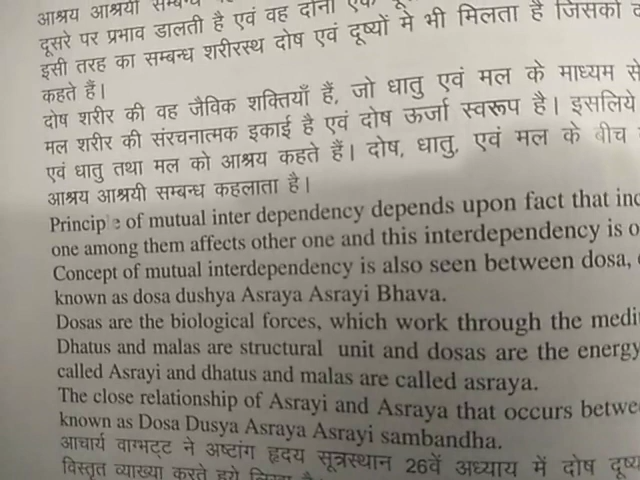 आश्रय आश्रयी सम्बन्ध
दूसरे पर प्रभाव डालती है एवं वह दोनों
इसी तरह का सम्बन्ध शरीरस्थ दोष एवं दूष्यों मे भी मिलता है जिसको
कहते हैं।
दोष शरीर की वह जैविक शक्तियाँ हैं, जो धातु एवं मल के माध्यम से
मल शरीर की संरचनात्मक इकाई है एवं दोष ऊर्जा स्वरूप है। इसलिये
एवं धातु तथा मल को आश्रय कहते हैं। दोष, धातु, एवं मल के बीच
आश्रय आश्रयी सम्बन्ध कहलाता है।
Principle of mutual inter dependency depends upon fact that
one among them affects other one and this interdependency is
Concept of mutual interdependency is also seen between dosa,
known as dosa dushya Asraya Asrayi Bhava.
Dosas are the biological forces, which work through the
Dhatus and malas are structural unit and dosas are the energy
called Asrayi and dhatus and malas are called asraya.
The close relationship of Asrayi and Asraya that occurs
known as Dosa Dusya Asraya Asrayi sambandha.
आचार्य वाग्भट्ट ने अष्टांग हृदय सूत्रस्थान 26वें अध्याय में दोष
विस्तृत व्याख्या करते हुये